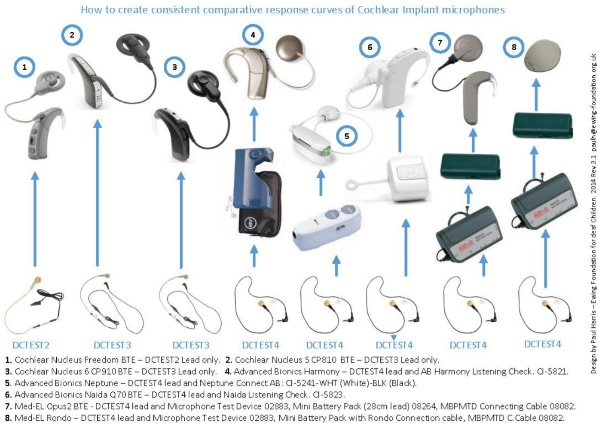 How to create consistent comparative response curves of Cochlear Implant microphones
1
2
3
4
5
6
7
8
DCTEST2 DCTEST3 DCTEST3 DCTEST4 DCTEST4 DCTEST4 DCTEST4 DCTEST4
1. Cochlear Nucleus Freedom BTE – DCTEST2 Lead only. 2. Cochlear Nucleus 5 CP810 BTE – DCTEST3 Lead only.
3. Cochlear Nucleus 6 CP910 BTE – DCTEST3 Lead only. 4. Advanced Bionics Harmony – DCTEST4 lead and AB Harmony Listening Check. CI-5821.
5. Advanced Bionics Neptune – DCTEST4 lead and Neptune Connect AB: CI-5241-WHT (White)-BLK (Black).
6. Advanced Bionics Naida Q70 BTE – DCTEST4 lead and Naida Listening Check. CI-5823.
7. Med-EL Opus2 BTE - DCTEST4 lead and Microphone Test Device 02883, Mini Battery Pack (28cm lead) 08264, MBPMTD Connecting Cable 08082.
8. Med-EL Rondo – DCTEST4 lead and Microphone Test Device 02883, Mini Battery Pack with Rondo Connection cable, MBPMTD C.Cable 08082.
Design by Paul Harris – Ewing Foundation for deaf Children. 2014 Rev 3.1 paulh@ewing-foundation.org.uk